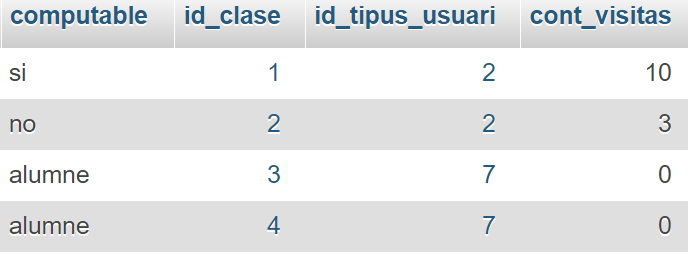 computable id_clase id_tipus_usuari cont_visitas
si 1 2 10
no 2 2 3
alumne 3 7 0
alumne 4 7 0